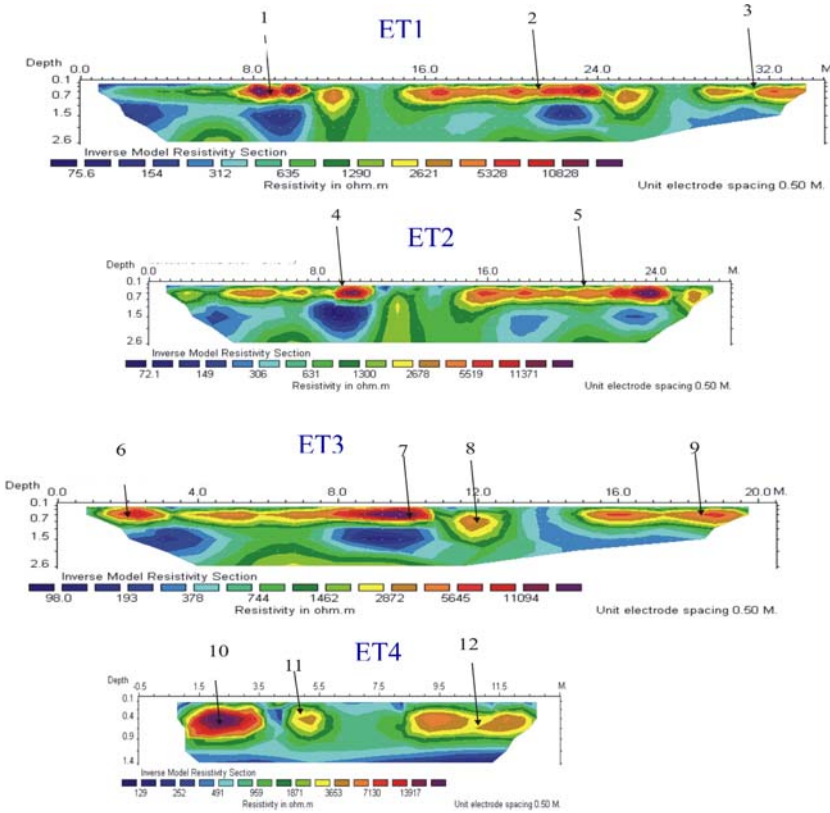 1 ET1 2 3
Depth 0.0 8.0 16.0 24.0 32.0 M.
0.1
0.7
1.5
2.6
Inverse Model Resistivity Section
75.6 154 312 635 1290 2621 5328 10828
Resistivity in ohm.m Unit electrode spacing 0.50 M.
4 ET2 5
Depth 0.0 8.0 16.0 24.0 M.
0.1
0.7
1.5
2.6
Inverse Model Resistivity Section
72.1 149 306 631 1300 2678 5519 11371
Resistivity in ohm.m Unit electrode spacing 0.50 M.
6 ET3 7 8 9
Depth 0.0 4.0 8.0 12.0 16.0 20.0 M.
0.1
0.7
1.5
2.6
Inverse Model Resistivity Section
98.0 193 378 744 1462 2872 5645 11094
Resistivity in ohm.m Unit electrode spacing 0.50 M.
10 11 ET4 12
Depth -0.5 1.5 3.5 5.5 7.5 9.5 11.5 M.
0.1
0.4
0.9
1.4
Inverse Model Resistivity Section
129 252 491 959 1871 3653 7130 13917
Resistivity in ohm.m Unit electrode spacing 0.50 M.